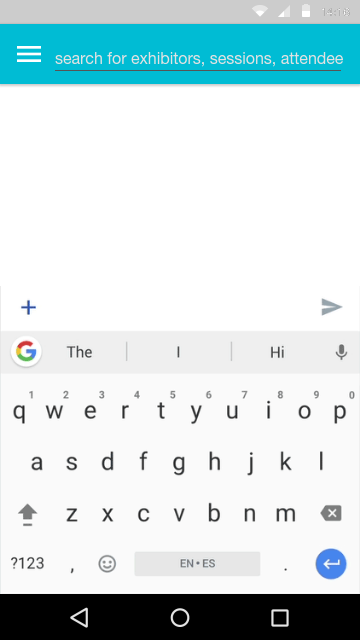 search for exhibitors, sessions, attendee
The I Hi
1 2 3 4 5 6 7 8 9 0
q w e r t y u i o p
a s d f g h j k l
z x c v b n m
?123 , EN • ES .